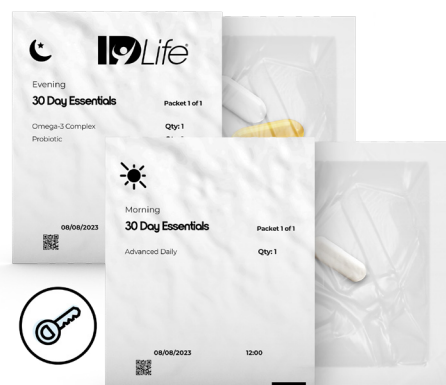 IDLife
Evening
30 Day Essentials
Packet 1 of 1
Omega-3 Complex
Qty: 1
Probiotic
08/08/2023
Morning
30 Day Essentials
Packet 1 of 1
Advanced Daily
Qty: 1
08/08/2023
12:00